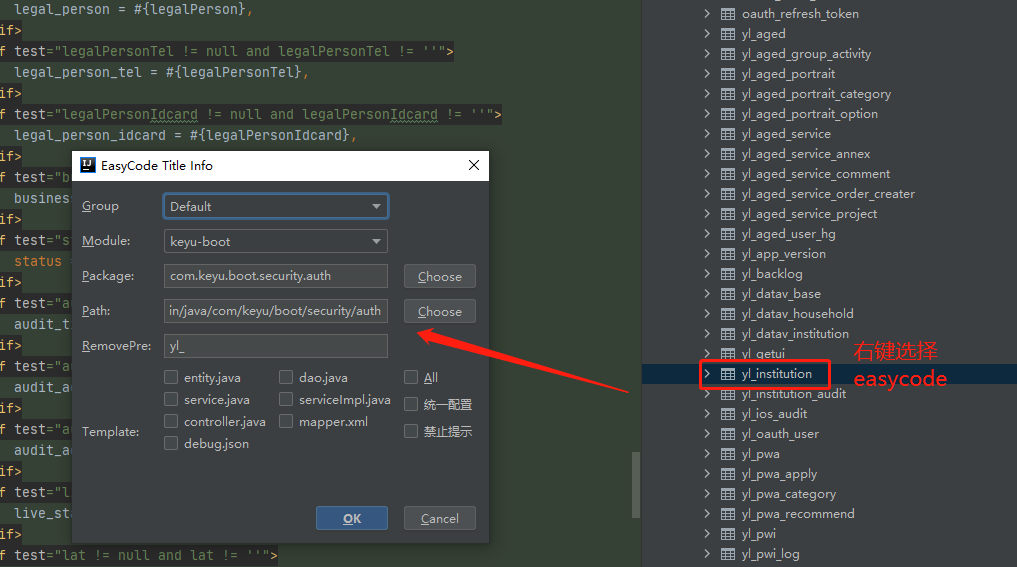 legal_person = #{legalPerson},
if>
f test="legalPersonTel != null and legalPersonTel != ''">
legal_person_tel = #{legalPersonTel},
if>
f test="legalPersonIdcard != null and legalPersonIdcard != ''">
legal_person_idcard = #{legalPersonIdcard},
if>
f test="b
busines
if>
f test="s
status
if>
f test="a
audit_t
if>
f test="a
audit_a
if>
f test="a
audit_a
if>
f test="l
live_st
if>
f test="lat != null and lat != ''">
EasyCode Title Info
Group
Default
Module:
keyu-boot
Package:
com.keyu.boot.security.auth
Choose
Path:
in/java/com/keyu/boot/security/auth
Choose
RemovePre:
yl_
Template:
entity.java
dao.java
All
service.java
serviceImpl.java
统一配置
controller.java
mapper.xml
禁止提示
debug.json
OK
Cancel
oauth_refresh_token
yl_aged
yl_aged_group_activity
yl_aged_portrait
yl_aged_portrait_category
yl_aged_portrait_option
yl_aged_service
yl_aged_service_annex
yl_aged_service_comment
yl_aged_service_order_creater
yl_aged_service_project
yl_aged_user_hg
yl_app_version
yl_backlog
yl_datav_base
yl_datav_household
yl_datav_institution
yl_getui
yl_institution
yl_institution_audit
yl_ios_audit
yl_oauth_user
yl_pwa
yl_pwa_apply
yl_pwa_category
yl_pwa_recommend
yl_pwi
yl_pwi_log
右键选择
easycode